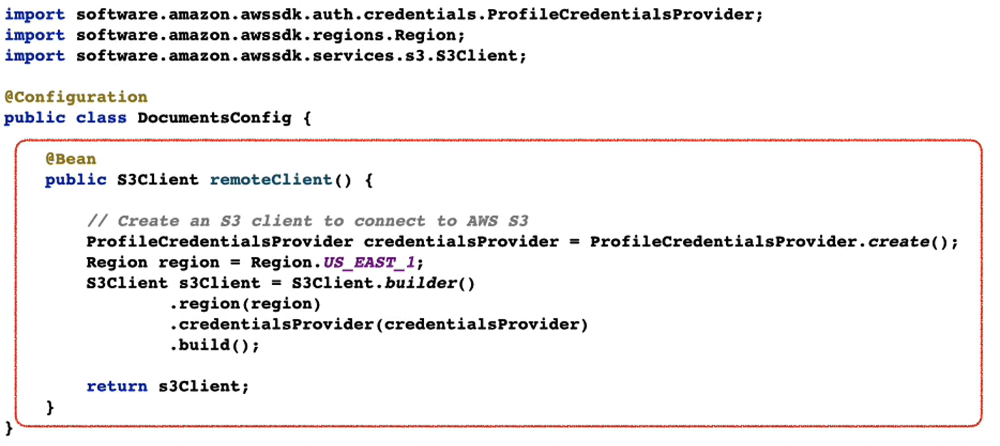 import software.amazon.awssdk.auth.credentials.ProfileCredentialsProvider;
import software.amazon.awssdk.regions.Region;
import software.amazon.awssdk.services.s3.S3Client;
@Configuration
public class DocumentsConfig {
@Bean
public S3Client remoteClient() {
// Create an S3 client to connect to AWS S3
ProfileCredentialsProvider credentialsProvider = ProfileCredentialsProvider.create();
Region region = Region.US_EAST_1;
S3Client s3Client = S3Client.builder()
.region(region)
.credentialsProvider(credentialsProvider)
.build();
return s3Client;
}
}